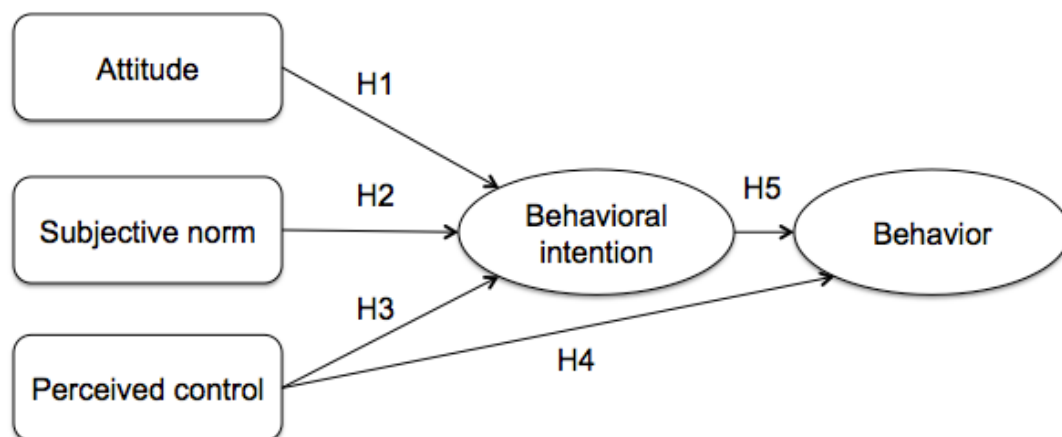 Attitude
H1
Subjective norm
H2
Behavioral
intention
H5
Behavior
H3
Perceived control
H4